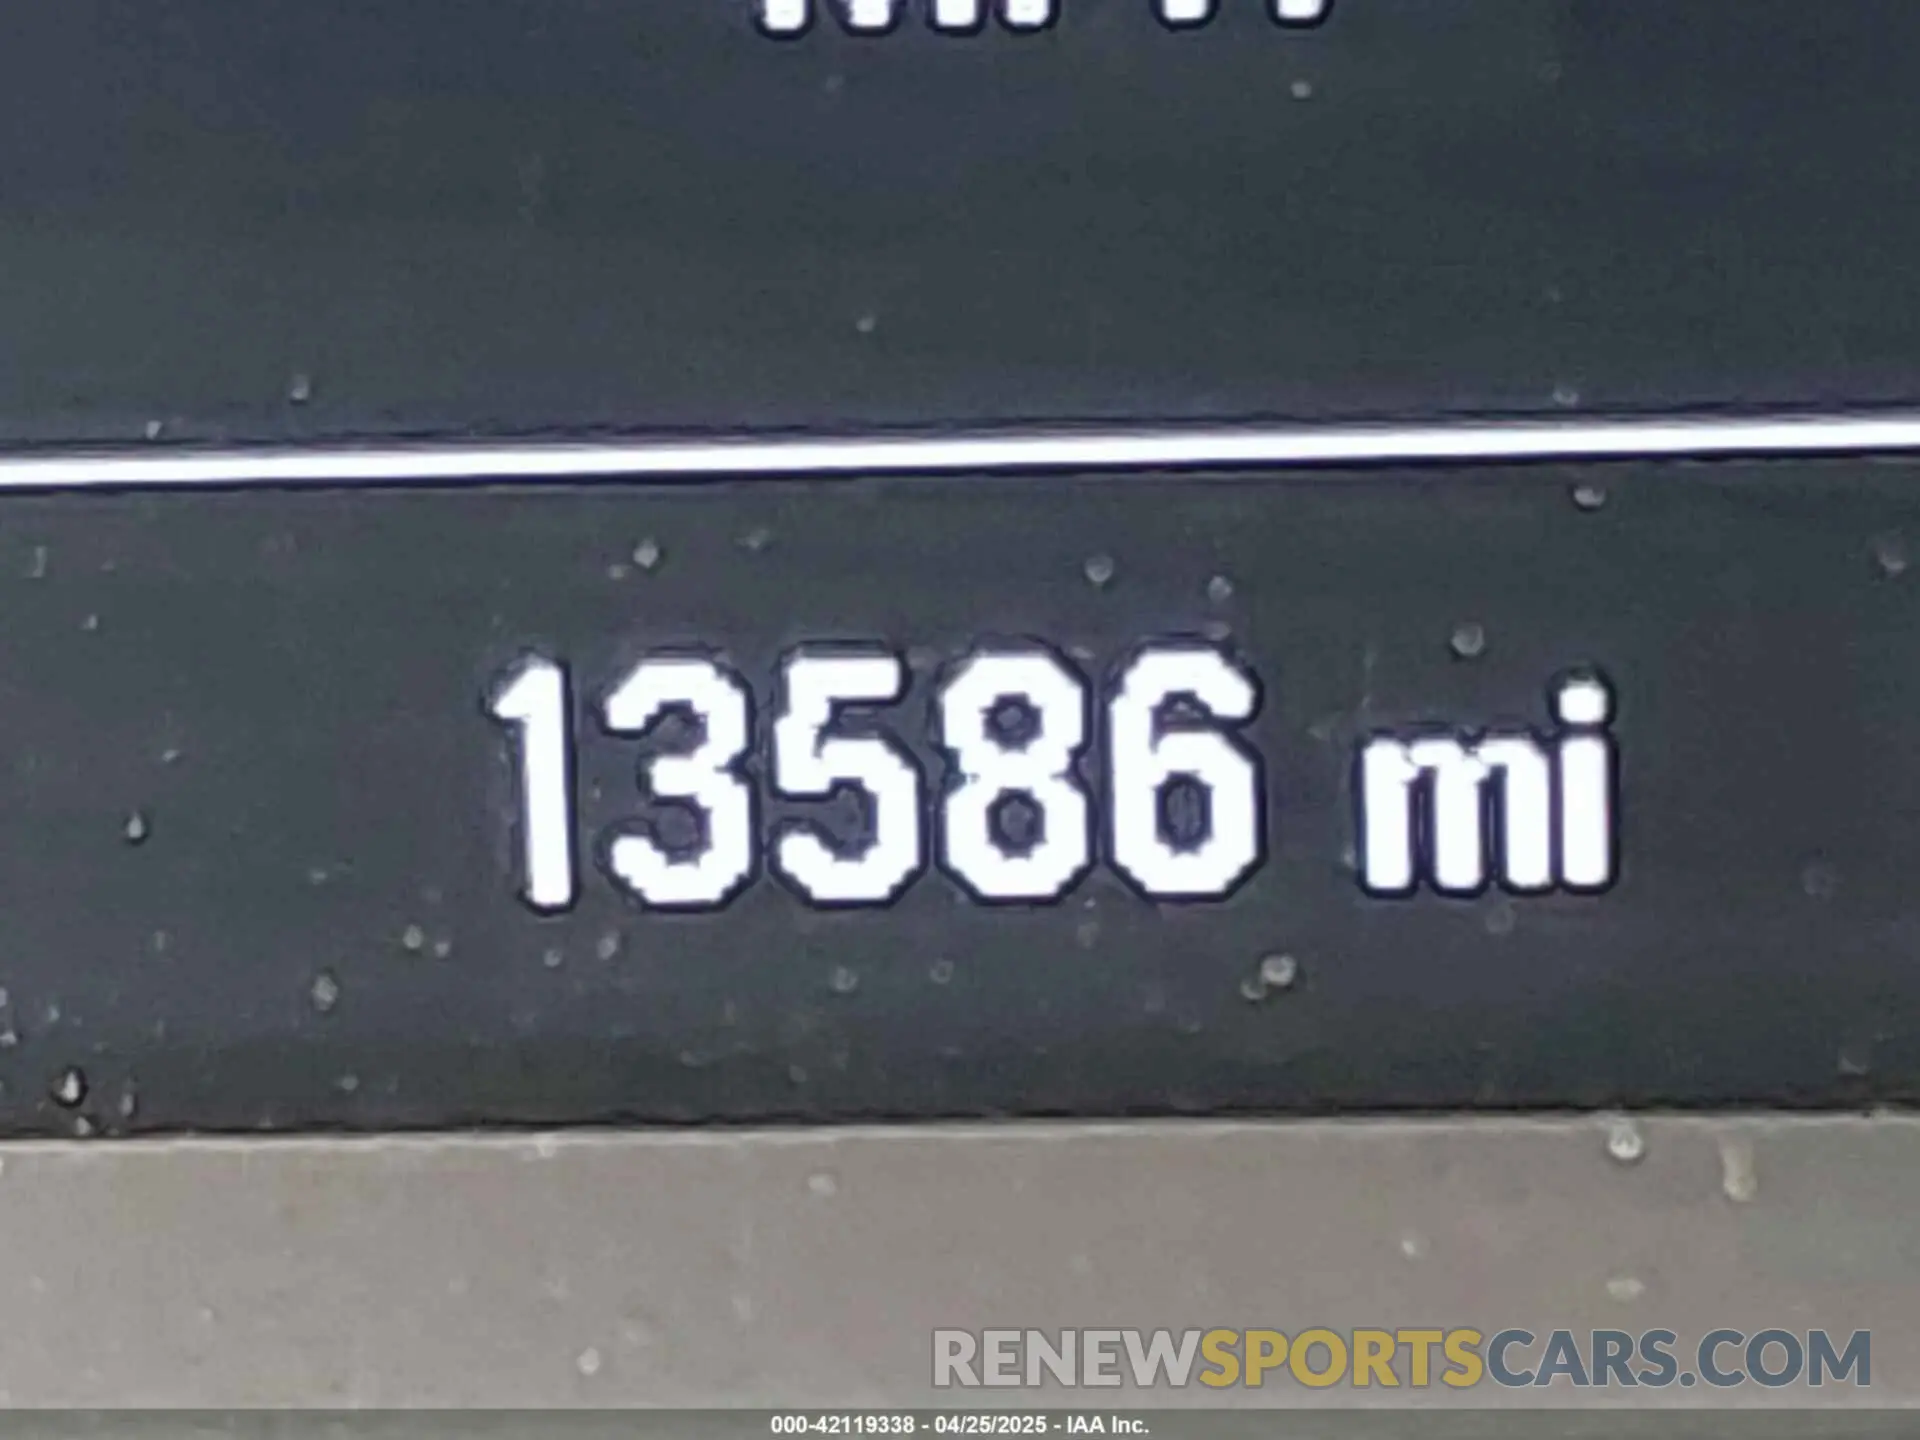 13586 mi
RENEWSPORTSCARS.COM
000-42119338 - 04/25/2025 - IAA Inc.